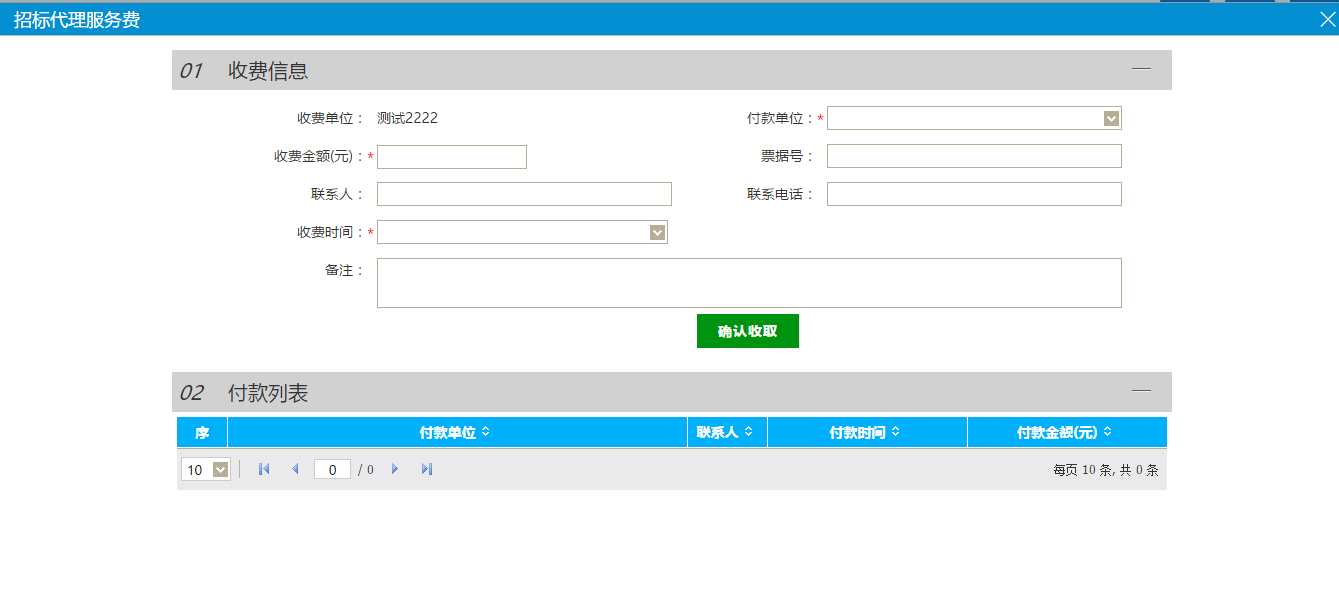 招标代理服务费
01 收费信息
收费单位： 测试2222 付款单位：*
收费金额(元)：* 票据号：
联系人： 联系电话：
收费时间：*
备注：
确认收取
02 付款列表
序 付款单位 联系人 付款时间 付款金额(元)
10 0 / 0 每页 10 条, 共 0 条